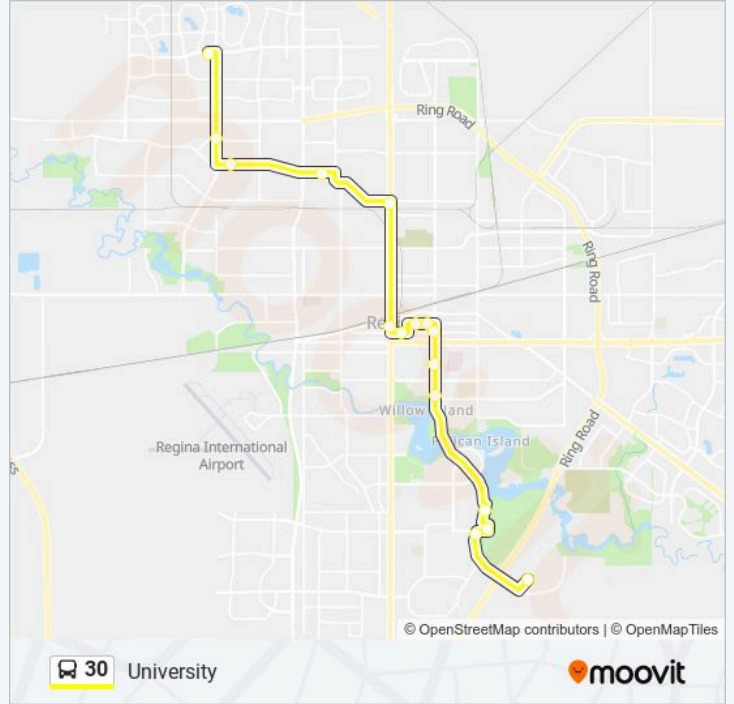 Ring Road
Ring Road
Re
Willow Island
Pelican Island
Ring Road
Regina International
Airport
© OpenStreetMap contributors | © OpenMapTiles
30 University
moovit